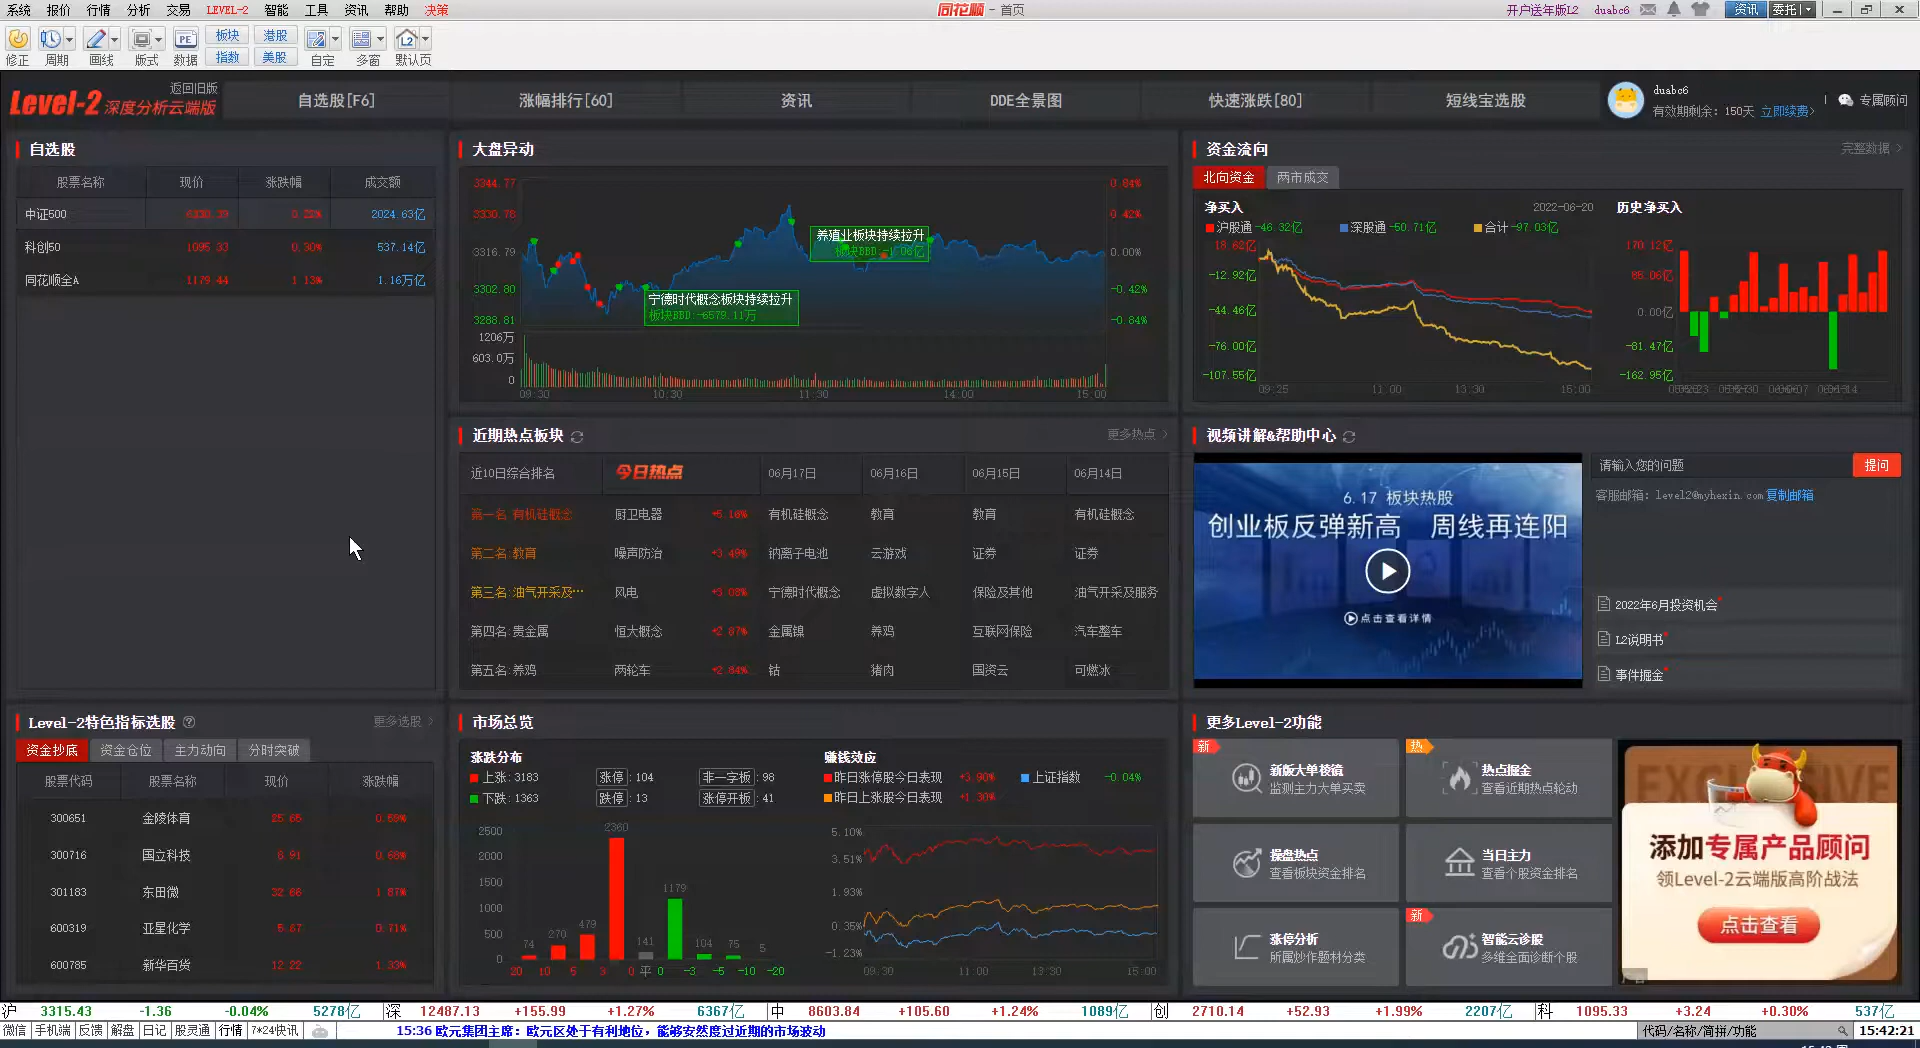 系统 报价 行情 分析 交易 LEVEL-2 智能 工具 资讯 帮助 决策
同花顺 - 首页
开户送年版L2 duabc6 资讯 委托
修正 周期 画线 版式 数据 板块 指数 港股 美股 自定 多窗 默认页
Level-2 深度分析云端版 返回旧版
自选股[F6] 涨幅排行[60] 资讯 DDE全景图 快速涨跌[80] 短线宝选股
duabc6
有效期剩余: 150天 立即续费>
专属顾问
自选股
股票名称 现价 涨跌幅 成交额
中证500 2024.63亿
科创50 1095.33 0.30% 537.14亿
同花顺全A 1179.44 1.13% 1.16万亿
大盘异动
3344.77 0.84%
3330.78 0.42%
3316.79 0.00%
3302.80 -0.42%
3288.81 -0.84%
1206万
603.0万
0
09:30 10:30 11:30 14:00 15:00
养殖业板块持续拉升
板块BBD:-1.06亿
宁德时代概念板块持续拉升
板块BBD:-6579.11万
资金流向 完整数据 >
北向资金 两市成交
净买入 2022-06-20
沪股通 -46.32亿 深股通 -50.71亿 合计 -97.03亿
18.62亿
-12.92亿
-44.46亿
-76.00亿
-107.55亿
09:25 11:00 13:30 15:00
历史净买入
170.12亿
85.06亿
0.00亿
-81.47亿
-162.95亿
近期热点板块 更多热点 >
近10日综合排名 今日热点 06月17日 06月16日 06月15日 06月14日
第一名:有机硅概念 厨卫电器 +5.16% 有机硅概念 教育 教育 有机硅概念
第二名:教育 噪声防治 +3.49% 钠离子电池 云游戏 证券 证券
第三名:油气开采及··· 风电 +3.08% 宁德时代概念 虚拟数字人 保险及其他 油气开采及服务
第四名:贵金属 恒大概念 +2.87% 金属镍 养鸡 互联网保险 汽车整车
第五名:养鸡 两轮车 +2.84% 钴 猪肉 国资云 可燃冰
视频讲解&帮助中心
6.17 板块热股
创业板反弹新高 周线再连阳
点击查看详情
请输入您的问题 提问
客服邮箱: level2@myhexin.com 复制邮箱
2022年6月投资机会
L2说明书
事件掘金
Level-2特色指标选股 更多选股 >
资金抄底 资金仓位 主力动向 分时突破
股票代码 股票名称 现价 涨跌幅
300651 金陵体育 25.65 0.59%
300716 国立科技 8.91 0.68%
301183 东田微 32.66 1.87%
600319 亚星化学 5.67 0.71%
600785 新华百货 12.22 1.33%
市场总览
涨跌分布
上涨: 3183 涨停: 104 非一字板: 98
下跌: 1363 跌停: 13 涨停开板: 41
2500
2000
1500
1000
500
0
74 270 479 2360 141 1179 104 75 5
20 10 5 3 0 平 0 -3 -5 -10 -20
赚钱效应
昨日涨停股今日表现 +3.90% 上证指数 -0.04%
昨日上涨股今日表现 +1.30%
5.10%
3.51%
1.93%
0.35%
-1.23%
09:30 11:00 13:30 15:00
更多Level-2功能
新 新版大单棱镜
监测主力大单买卖
热 热点掘金
查看近期热点轮动
操盘热点
查看板块资金排名
当日主力
查看个股资金排名
涨停分析
所属炒作题材分类
新 智能云诊股
多维全面诊断个股
EXCLUSIVE
添加专属产品顾问
领Level-2云端版高阶战法
点击查看
广告
沪 3315.43 -1.36 -0.04% 5278亿 深 12487.13 +155.99 +1.27% 6367亿 中 8603.84 +105.60 +1.24% 1089亿 创 2710.14 +52.93 +1.99% 2207亿 科 1095.33 +3.24 +0.30% 537亿
微信 手机端 反馈 解盘 日记 股灵通 行情 7*24快讯
15:36 欧元集团主席: 欧元区处于有利地位, 能够安然度过近期的市场波动
代码/名称/简拼/功能 15:42:21